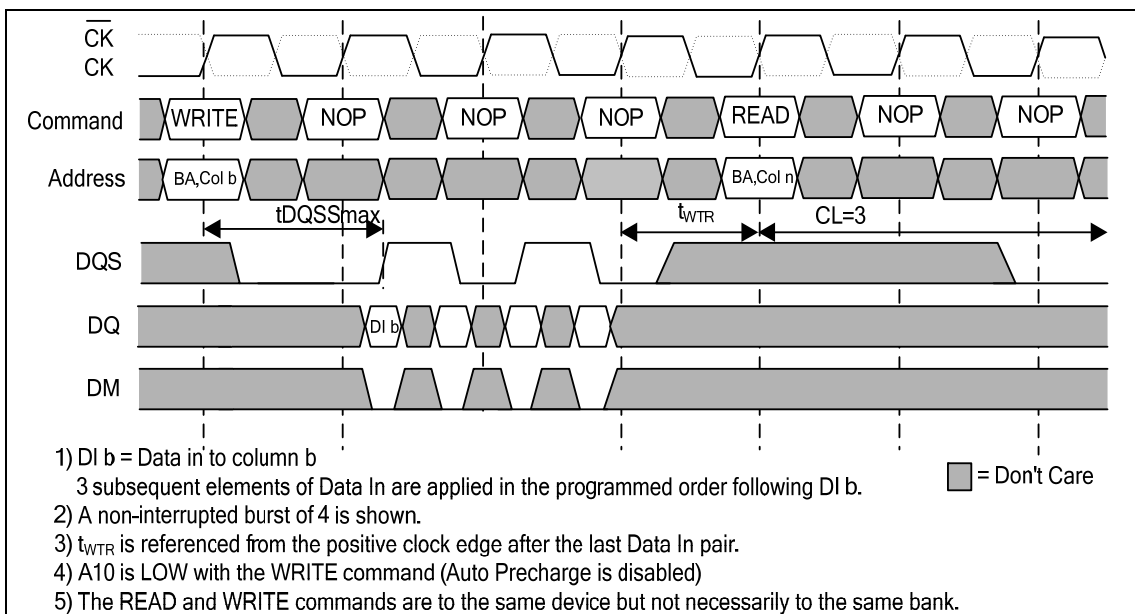 CK
CK
Command WRITE NOP NOP NOP READ NOP NOP
Address BA,Col b BA,Col n
tDQSSmax tWTR CL=3
DQS
DQ DI b
DM
1) DI b = Data in to column b
3 subsequent elements of Data In are applied in the programmed order following DI b.
= Don't Care
2) A non-interrupted burst of 4 is shown.
3) tWTR is referenced from the positive clock edge after the last Data In pair.
4) A10 is LOW with the WRITE command (Auto Precharge is disabled)
5) The READ and WRITE commands are to the same device but not necessarily to the same bank.